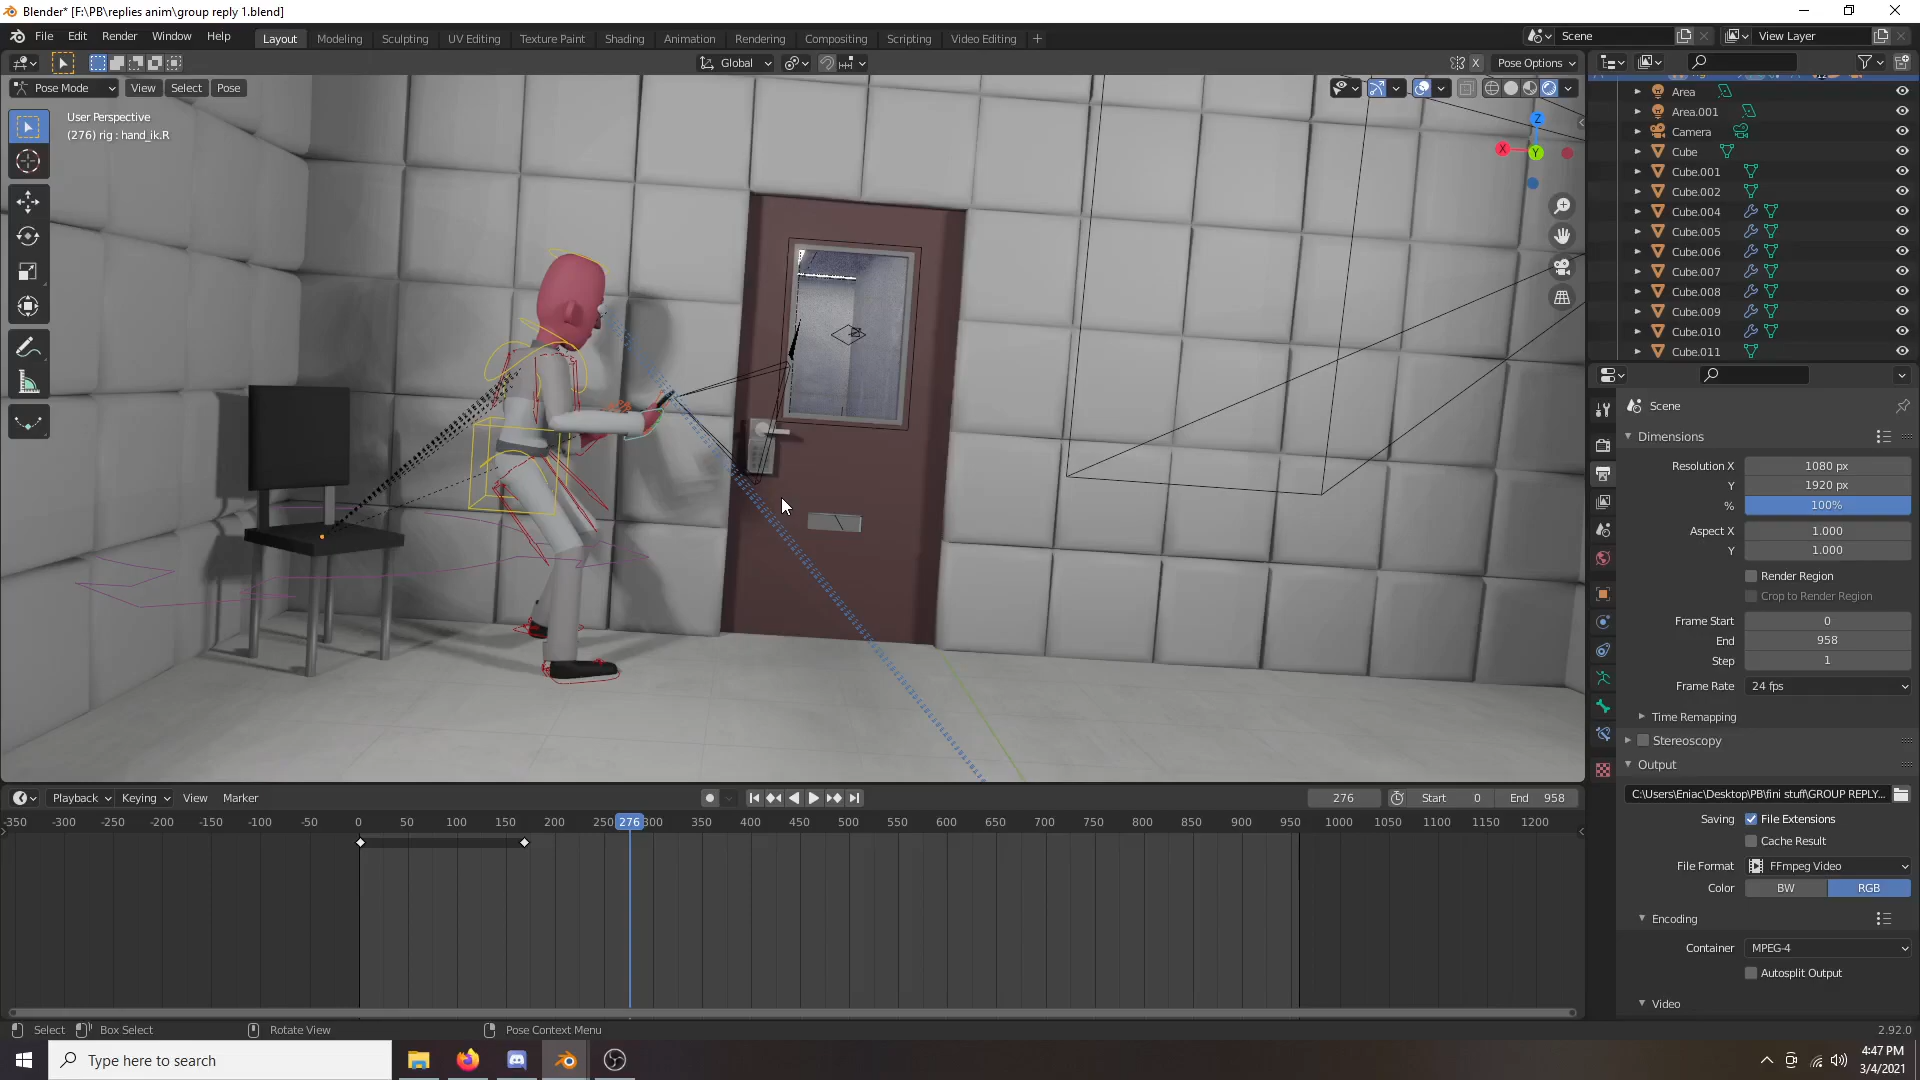 Blender* [F:\PB\replies anim\group reply 1.blend]
File Edit Render Window Help
Layout Modeling Sculpting UV Editing Texture Paint Shading Animation Rendering Compositing Scripting Video Editing +
Scene View Layer
Global X Pose Options
Pose Mode View Select Pose
User Perspective
(276) rig : hand_ik.R
Z
X Y
Area
Area.001
Camera
Cube
Cube.001
Cube.002
Cube.004
Cube.005
Cube.006
Cube.007
Cube.008
Cube.009
Cube.010
Cube.011
Scene
Dimensions
Resolution X 1080 px
Y 1920 px
% 100%
Aspect X 1.000
Y 1.000
Render Region
Crop to Render Region
Frame Start 0
End 958
Step 1
Frame Rate 24 fps
Time Remapping
Stereoscopy
Output
C:\Users\Eniac\Desktop\PB\fini stuff\GROUP REPLY...
Saving File Extensions
Cache Result
File Format FFmpeg Video
Color BW RGB
Encoding
Container MPEG-4
Autosplit Output
Video
Playback Keying View Marker
276 Start 0 End 958
-350 -300 -250 -200 -150 -100 -50 0 50 100 150 200 250 276 300 350 400 450 500 550 600 650 700 750 800 850 900 950 1000 1050 1100 1150 1200
Select Box Select Rotate View Pose Context Menu 2.92.0
Type here to search
4:47 PM
3/4/2021